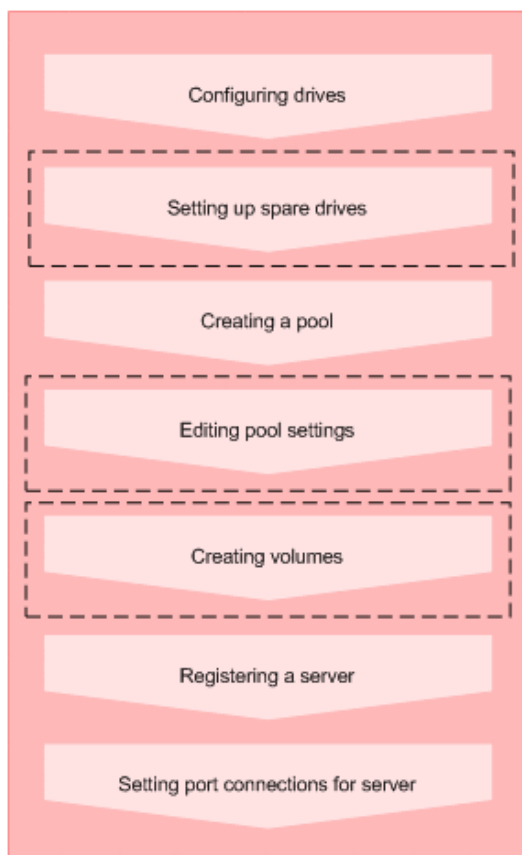 Configuring drives
Setting up spare drives
Creating a pool
Editing pool settings
Creating volumes
Registering a server
Setting port connections for server